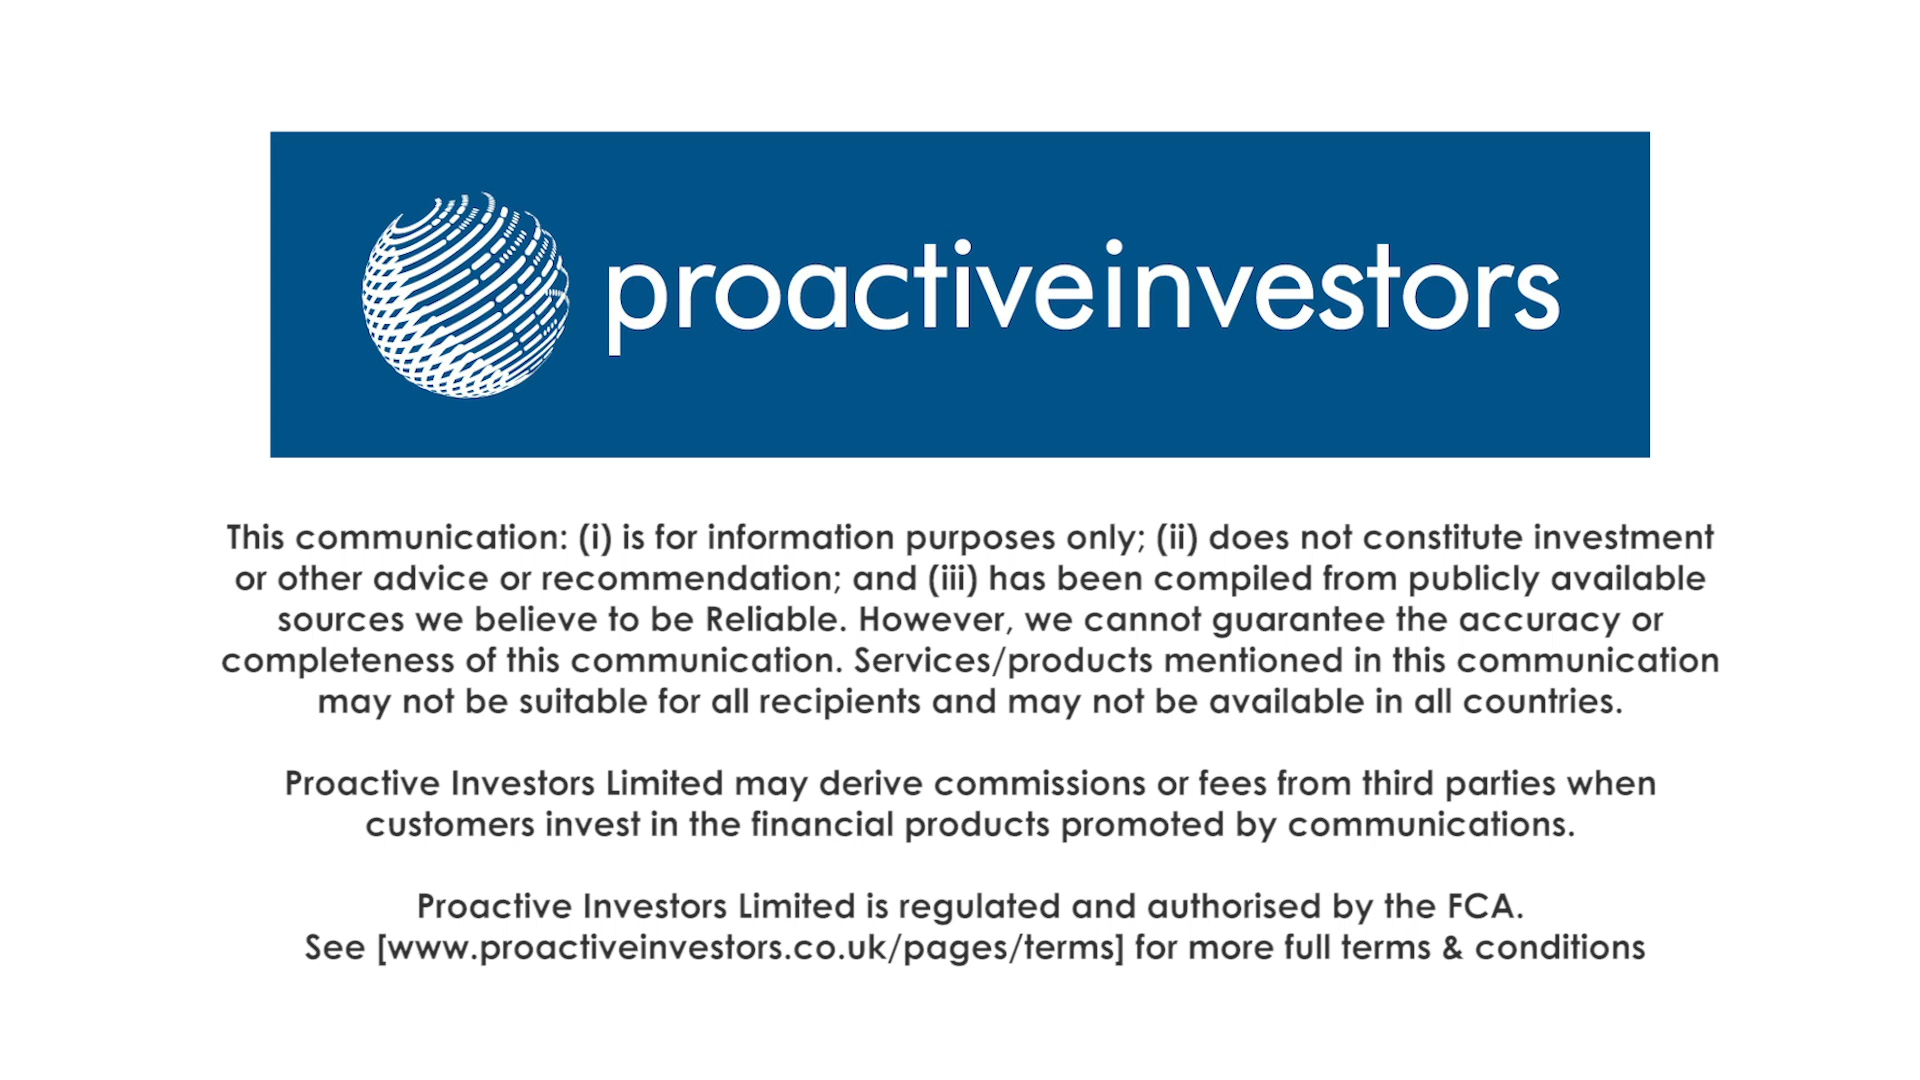 proactiveinvestors
This communication: (i) is for information purposes only; (ii) does not constitute investment
or other advice or recommendation; and (iii) has been compiled from publicly available
sources we believe to be Reliable. However, we cannot guarantee the accuracy or
completeness of this communication. Services/products mentioned in this communication
may not be suitable for all recipients and may not be available in all countries.
Proactive Investors Limited may derive commissions or fees from third parties when
customers invest in the financial products promoted by communications.
Proactive Investors Limited is regulated and authorised by the FCA.
See [www.proactiveinvestors.co.uk/pages/terms] for more full terms & conditions